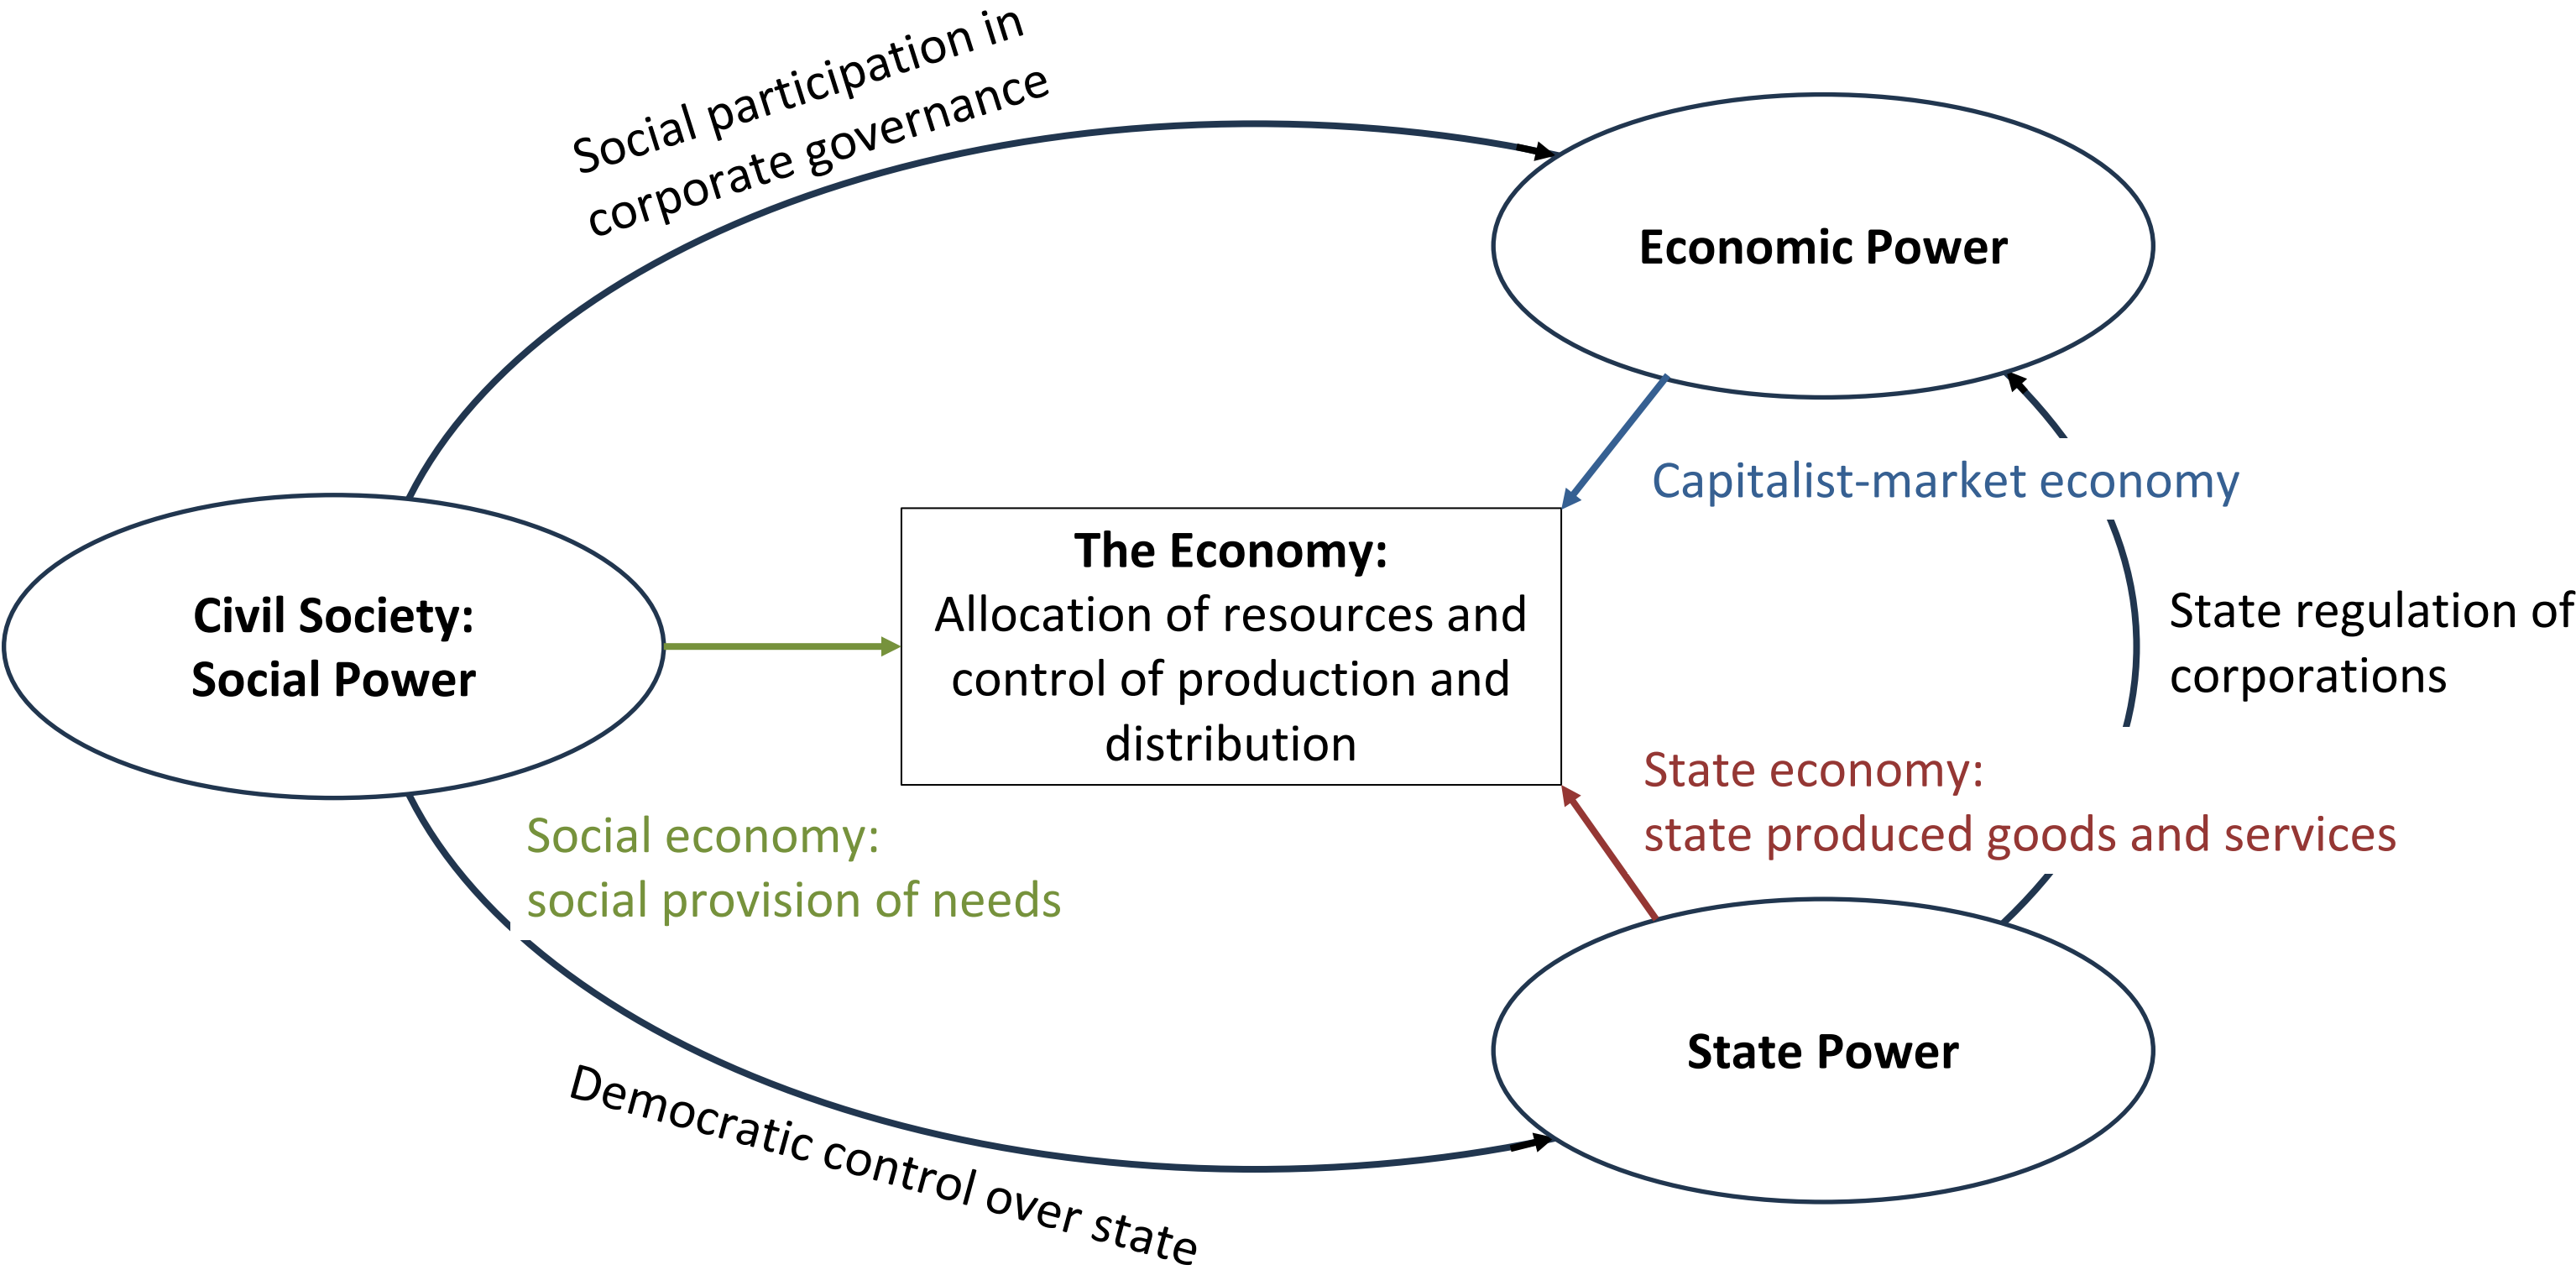 Social participation in
corporate governance
Economic Power
Capitalist-market economy
The Economy:
Allocation of resources and
control of production and
distribution
Civil Society:
Social Power
State regulation of
corporations
State economy:
state produced goods and services
Social economy:
social provision of needs
State Power
Democratic control over state